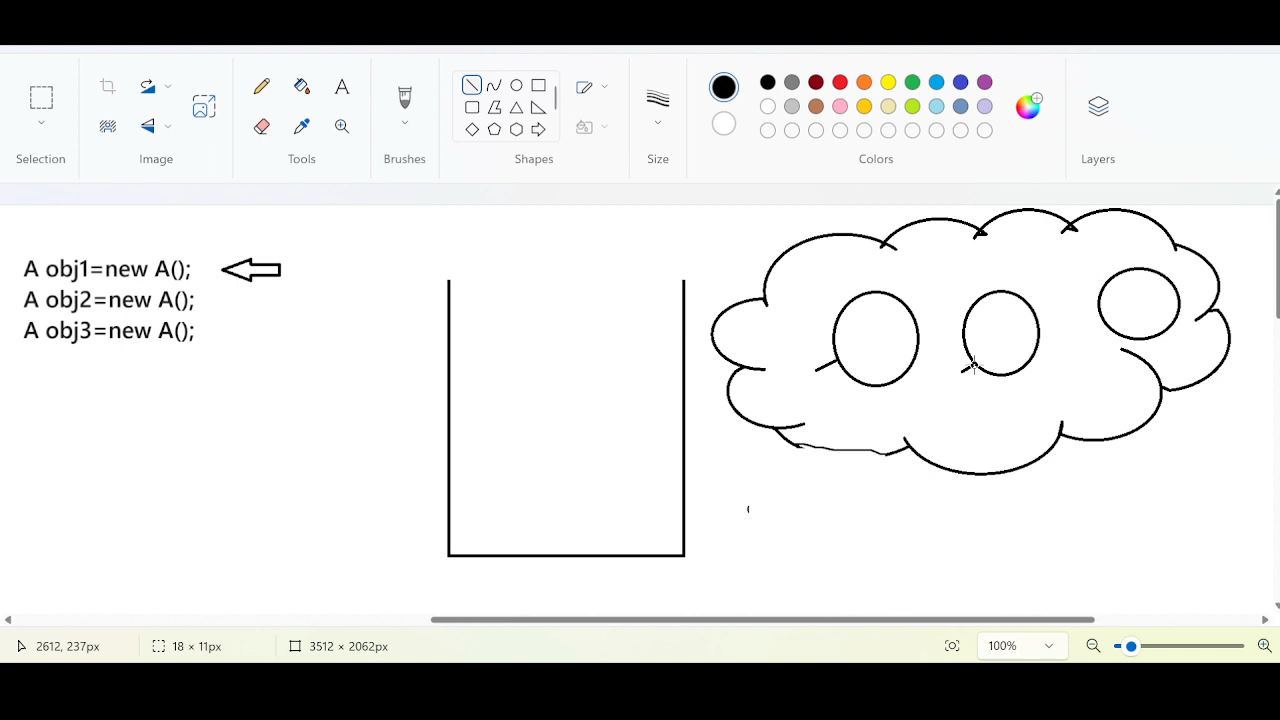 Selection
Image
Tools
Brushes
Shapes
Size
Colors
Layers
A
A obj1=new A();
A obj2=new A();
A obj3=new A();
2612, 237px
18 × 11px
3512 × 2062px
100%